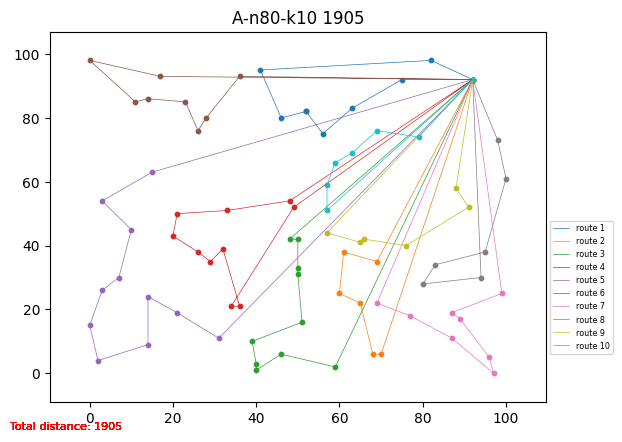 A-n80-k10 1905
100
80
60
40
20
0
0 20 40 60 80 100
route 1
route 2
route 3
route 4
route 5
route 6
route 7
route 8
route 9
route 10
Total distance: 1905